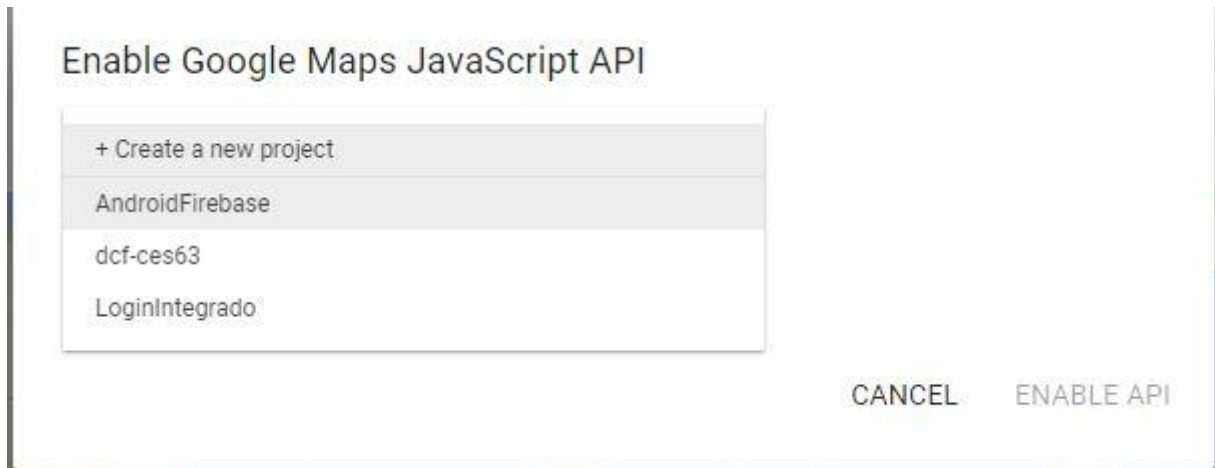 Enable Google Maps JavaScript API
+ Create a new project
AndroidFirebase
dcf-ces63
LoginIntegrado
CANCEL ENABLE API